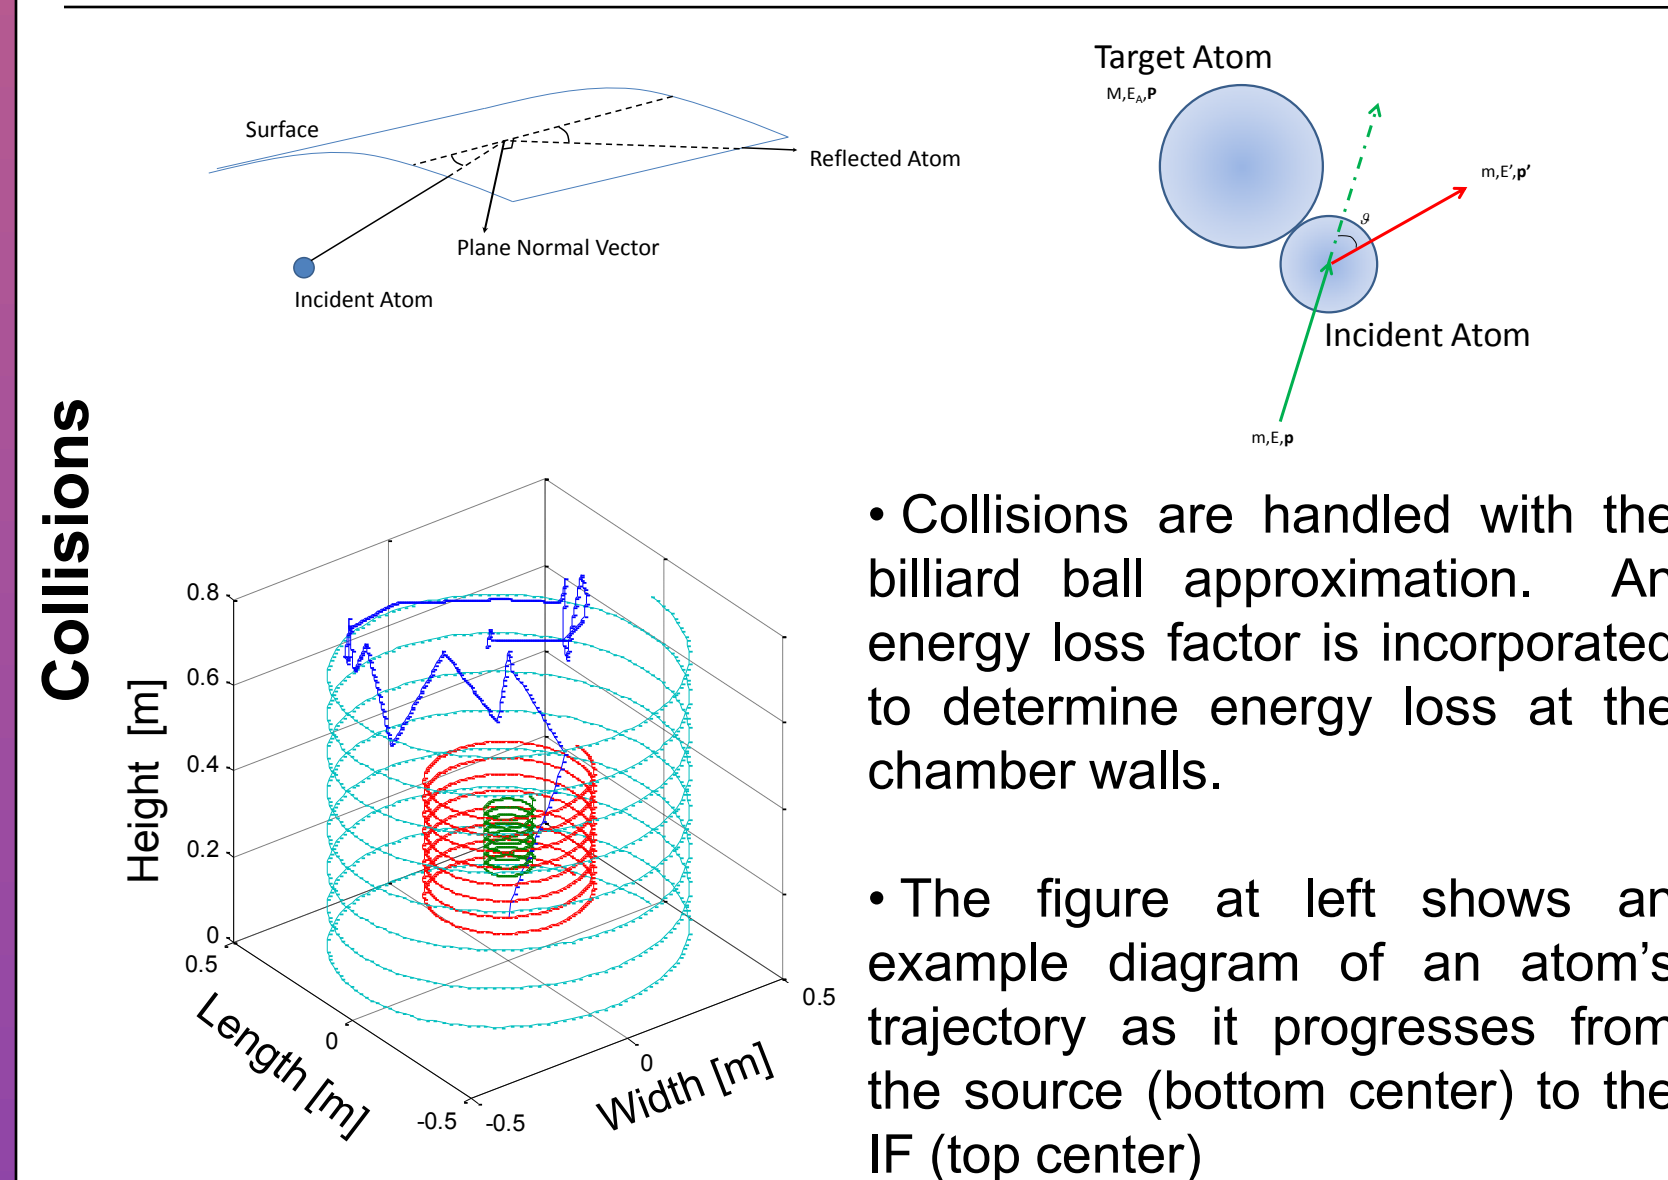 Collisions
Surface
Reflected Atom
Plane Normal Vector
Incident Atom
Target Atom
M,E_A,P
m,E',p'
ϑ
Incident Atom
m,E,p
0.8
0.6
0.4
0.2
0
Height [m]
0.5
0
-0.5
Length [m]
-0.5
0
0.5
Width [m]
• Collisions are handled with the
billiard ball approximation. An
energy loss factor is incorporated
to determine energy loss at the
chamber walls.
• The figure at left shows an
example diagram of an atom's
trajectory as it progresses from
the source (bottom center) to the
IF (top center)